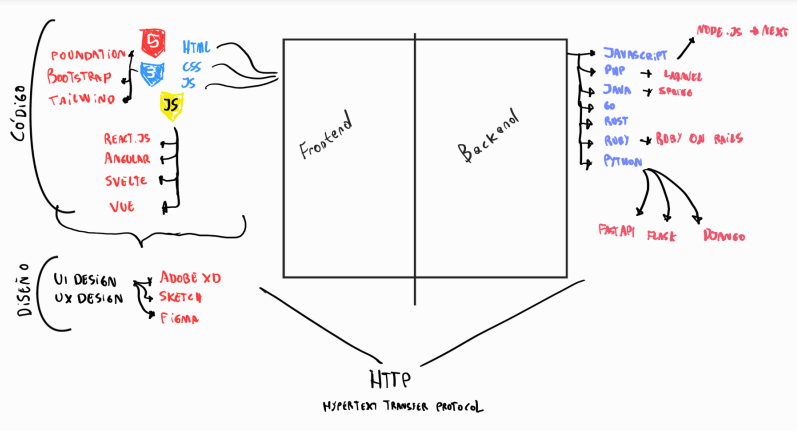 CÓDIGO
FOUNDATION
BOOTSTRAP
TAILWIND
5
3
JS
HTML
CSS
JS
REACT.JS
ANGULAR
SVELTE
VUE
DISEÑO
UI DESIGN
UX DESIGN
ADOBE XD
SKETCH
FIGMA
Frontend
Backend
JAVASCRIPT
NODE.JS → NEXT
PHP → LARAVEL
JAVA → SPRING
GO
RUST
RUBY → RUBY ON RAILS
PYTHON
FASTAPI
FLASK
DJANGO
HTTP
HYPERTEXT TRANSFER PROTOCOL